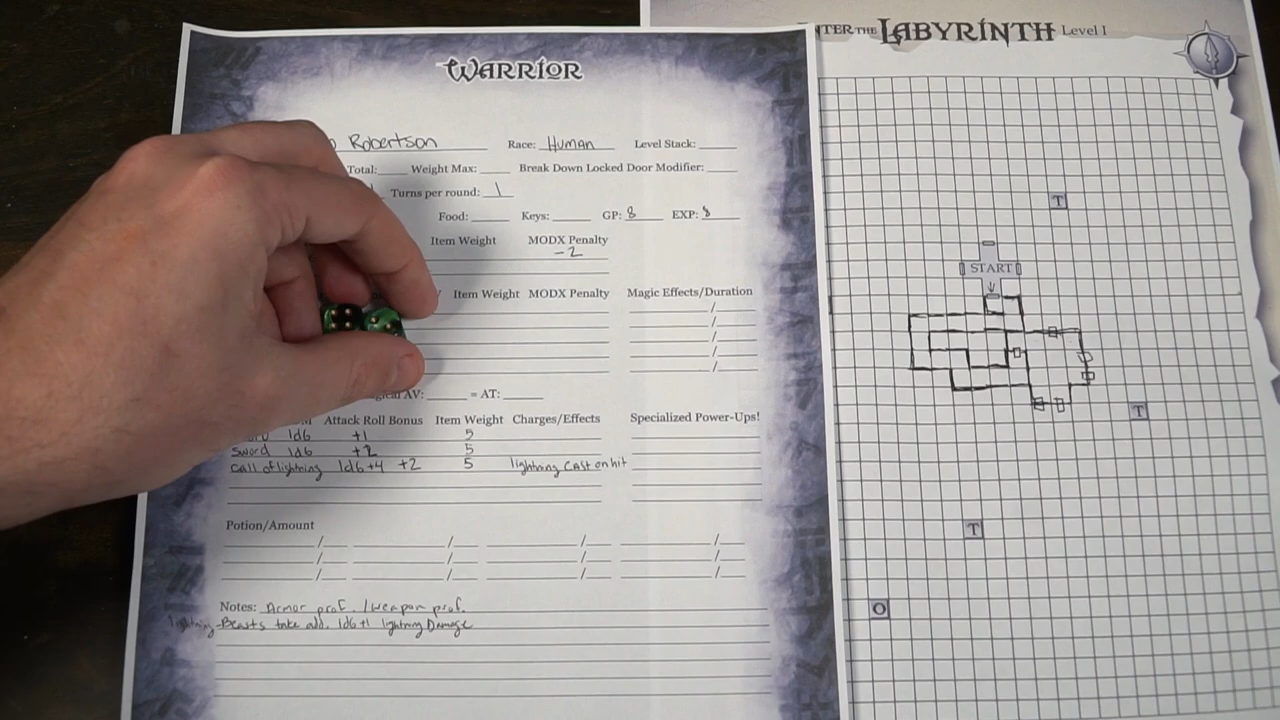 WARRIOR
Robertson Race: Human Level Stack:
Total: Weight Max: Break Down Locked Door Modifier:
Turns per round: 1
Food: Keys: GP: 8 EXP: 8
Item Weight MODX Penalty
-2
Item Weight MODX Penalty Magic Effects/Duration
/
/
/
/
/
AV: = AT:
Attack Roll Bonus Item Weight Charges/Effects Specialized Power-Ups!
1d6 +1 5
Sword 1d6 +2 5
Call of lightning 1d6+4 +2 5 lightning CAST on hit
Potion/Amount
/ / / /
/ / / /
/ / / /
Notes: Armor prof. / Weapon prof.
lightning-Beasts take add. 1d6+1 lightning Damage
THE LABYRINTH Level I
T
START
T
T
O